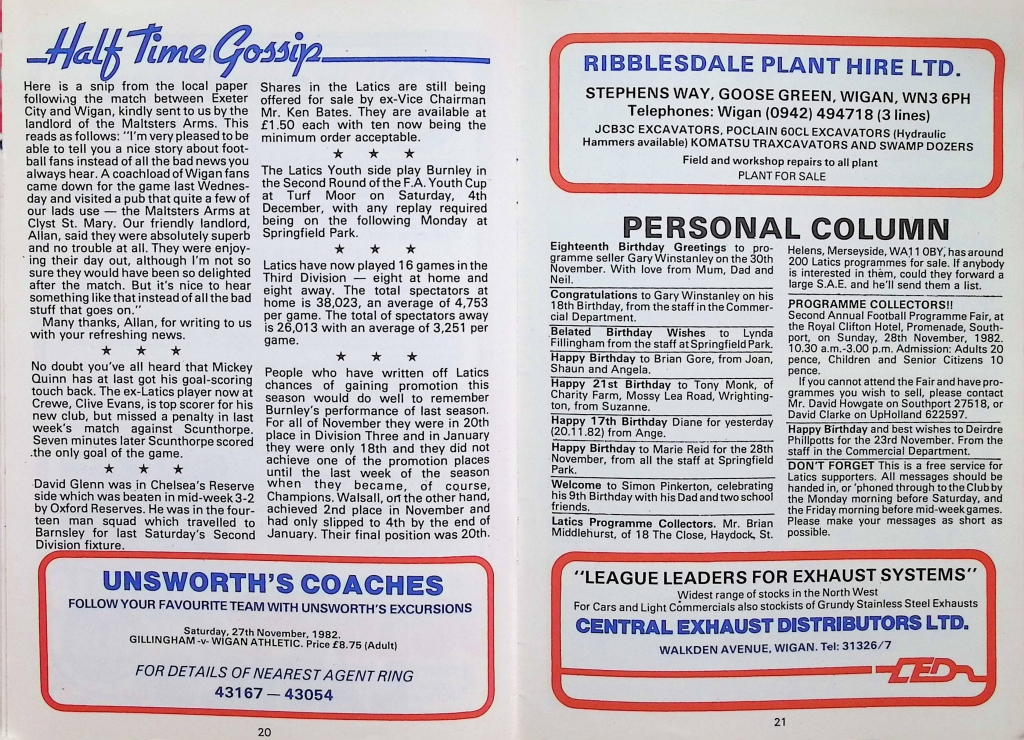 Half Time Gossip
Here is a snip from the local paper
following the match between Exeter
City and Wigan, kindly sent to us by the
landlord of the Maltsters Arms. This
reads as follows: "I'm very pleased to be
able to tell you a nice story about foot-
ball fans instead of all the bad news you
always hear. A coachload of Wigan fans
came down for the game last Wednes-
day and visited a pub that quite a few of
our lads use — the Maltsters Arms at
Clyst St. Mary. Our friendly landlord,
Allan, said they were absolutely superb
and no trouble at all. They were enjoy-
ing their day out, although I'm not so
sure they would have been so delighted
after the match. But it's nice to hear
something like that instead of all the bad
stuff that goes on."
Many thanks, Allan, for writing to us
with your refreshing news.
★ ★ ★
No doubt you've all heard that Mickey
Quinn has at last got his goal-scoring
touch back. The ex-Latics player now at
Crewe, Clive Evans, is top scorer for his
new club, but missed a penalty in last
week's match against Scunthorpe.
Seven minutes later Scunthorpe scored
the only goal of the game.
★ ★ ★
David Glenn was in Chelsea's Reserve
side which was beaten in mid-week 3-2
by Oxford Reserves. He was in the four-
teen man squad which travelled to
Barnsley for last Saturday's Second
Division fixture.
Shares in the Latics are still being
offered for sale by ex-Vice Chairman
Mr. Ken Bates. They are available at
£1.50 each with ten now being the
minimum order acceptable.
★ ★ ★
The Latics Youth side play Burnley in
the Second Round of the F.A. Youth Cup
at Turf Moor on Saturday, 4th
December, with any replay required
being on the following Monday at
Springfield Park.
★ ★ ★
Latics have now played 16 games in the
Third Division — eight at home and
eight away. The total spectators at
home is 38,023, an average of 4,753
per game. The total of spectators away
is 26,013 with an average of 3,251 per
game.
★ ★ ★
People who have written off Latics
chances of gaining promotion this
season would do well to remember
Burnley's performance of last season.
For all of November they were in 20th
place in Division Three and in January
they were only 18th and they did not
achieve one of the promotion places
until the last week of the season
when they became, of course,
Champions. Walsall, on the other hand,
achieved 2nd place in November and
had only slipped to 4th by the end of
January. Their final position was 20th.
UNSWORTH'S COACHES
FOLLOW YOUR FAVOURITE TEAM WITH UNSWORTH'S EXCURSIONS
Saturday, 27th November, 1982.
GILLINGHAM -v- WIGAN ATHLETIC. Price £8.75 (Adult)
FOR DETAILS OF NEAREST AGENT RING
43167 — 43054
20
RIBBLESDALE PLANT HIRE LTD.
STEPHENS WAY, GOOSE GREEN, WIGAN, WN3 6PH
Telephones: Wigan (0942) 494718 (3 lines)
JCB3C EXCAVATORS, POCLAIN 60CL EXCAVATORS (Hydraulic
Hammers available) KOMATSU TRAXCAVATORS AND SWAMP DOZERS
Field and workshop repairs to all plant
PLANT FOR SALE
PERSONAL COLUMN
Eighteenth Birthday Greetings to pro-
gramme seller Gary Winstanley on the 30th
November. With love from Mum, Dad and
Neil.
Congratulations to Gary Winstanley on his
18th Birthday, from the staff in the Commer-
cial Department.
Belated Birthday Wishes to Lynda
Fillingham from the staff at Springfield Park.
Happy Birthday to Brian Gore, from Joan,
Shaun and Angela.
Happy 21st Birthday to Tony Monk, of
Charity Farm, Mossy Lea Road, Wrighting-
ton, from Suzanne.
Happy 17th Birthday Diane for yesterday
(20.11.82) from Ange.
Happy Birthday to Marie Reid for the 28th
November, from all the staff at Springfield
Park.
Welcome to Simon Pinkerton, celebrating
his 9th Birthday with his Dad and two school
friends.
Latics Programme Collectors. Mr. Brian
Middlehurst, of 18 The Close, Haydock, St.
Helens, Merseyside, WA11 0BY, has around
200 Latics programmes for sale. If anybody
is interested in them, could they forward a
large S.A.E. and he'll send them a list.
PROGRAMME COLLECTORS!!
Second Annual Football Programme Fair, at
the Royal Clifton Hotel, Promenade, South-
port, on Sunday, 28th November, 1982.
10.30 a.m.-3.00 p.m. Admission: Adults 20
pence, Children and Senior Citizens 10
pence.
If you cannot attend the Fair and have pro-
grammes you wish to sell, please contact
Mr. David Howgate on Southport 27518, or
David Clarke on UpHolland 622597.
Happy Birthday and best wishes to Deirdre
Phillpotts for the 23rd November. From the
staff in the Commercial Department.
DON'T FORGET This is a free service for
Latics supporters. All messages should be
handed in, or 'phoned through to the Club by
the Monday morning before Saturday, and
the Friday morning before mid-week games.
Please make your messages as short as
possible.
"LEAGUE LEADERS FOR EXHAUST SYSTEMS"
Widest range of stocks in the North West
For Cars and Light Commercials also stockists of Grundy Stainless Steel Exhausts
CENTRAL EXHAUST DISTRIBUTORS LTD.
WALKDEN AVENUE, WIGAN. Tel: 31326/7
CED
21